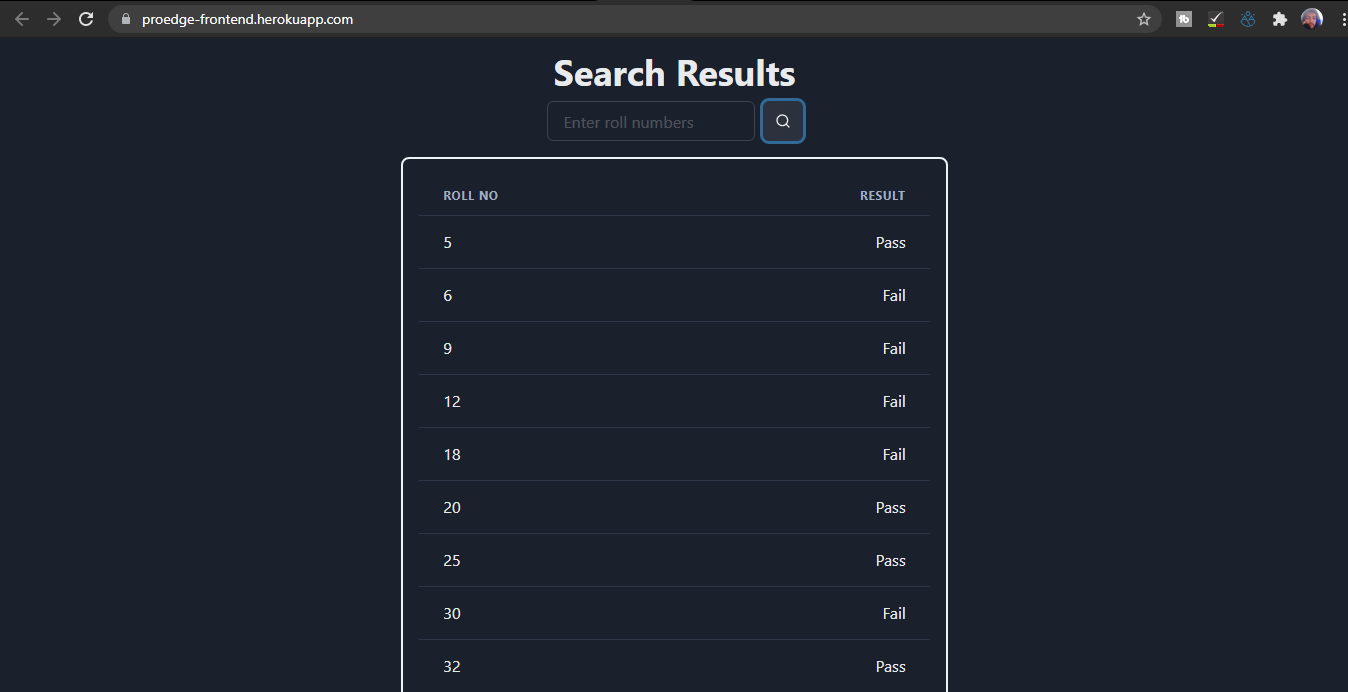 proedge-frontend.herokuapp.com
Search Results
Enter roll numbers
ROLL NO RESULT
5 Pass
6 Fail
9 Fail
12 Fail
18 Fail
20 Pass
25 Pass
30 Fail
32 Pass